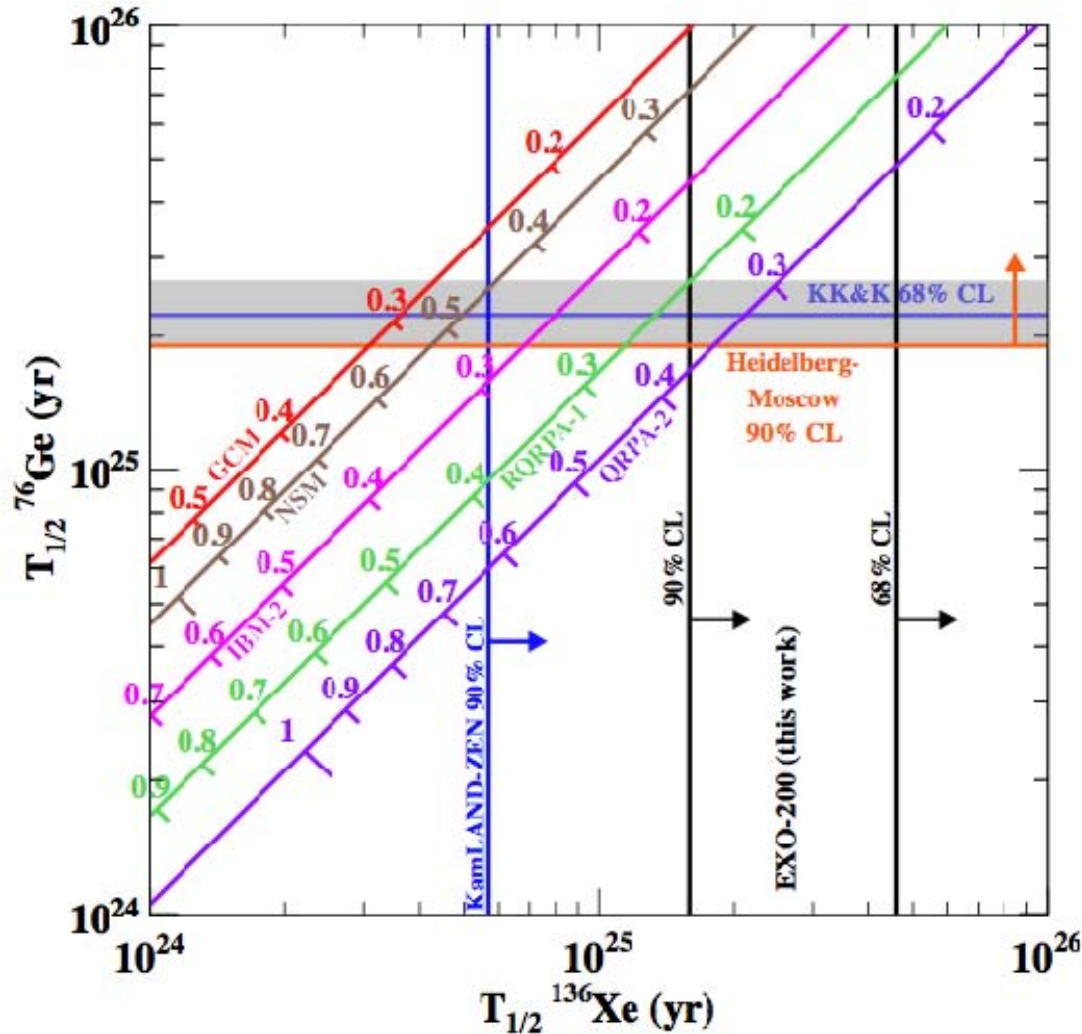 10^26
T_1/2 ^76Ge (yr)
10^25
10^24
10^24
10^25
10^26
T_1/2 ^136Xe (yr)
GCM
0.2
0.3
0.4
0.5
NSM
0.3
0.4
0.5
0.6
0.7
0.8
0.9
1
IBM-2
0.2
0.3
0.4
0.5
0.6
0.7
RQRPA-1
0.2
0.3
0.4
0.5
0.6
0.7
0.8
0.9
QRPA-2
0.2
0.3
0.4
0.5
0.6
0.7
0.8
0.9
1
KK&K 68% CL
Heidelberg-
Moscow
90% CL
KamLAND-ZEN 90% CL
90% CL
EXO-200 (this work)
68% CL